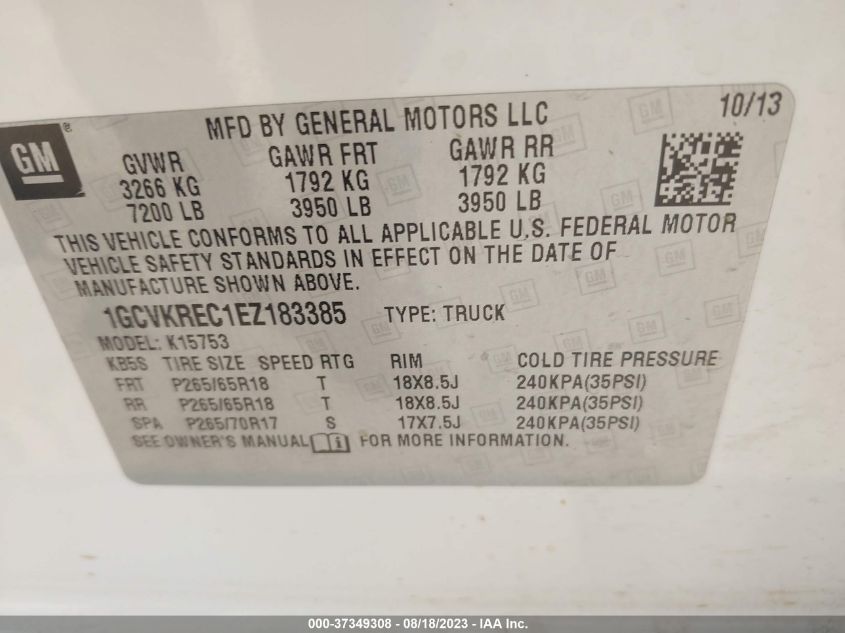 GM®
MFD BY GENERAL MOTORS LLC 10/13
GVWR GAWR FRT GAWR RR
3266 KG 1792 KG 1792 KG
7200 LB 3950 LB 3950 LB
THIS VEHICLE CONFORMS TO ALL APPLICABLE U.S. FEDERAL MOTOR
VEHICLE SAFETY STANDARDS IN EFFECT ON THE DATE OF
MANUFACTURE SHOWN ABOVE.
1GCVKREC1EZ183385 TYPE: TRUCK
MODEL: K15753
KB5S TIRE SIZE SPEED RTG RIM COLD TIRE PRESSURE
FRT P265/65R18 T 18X8.5J 240KPA(35PSI)
RR P265/65R18 T 18X8.5J 240KPA(35PSI)
SPA P265/70R17 S 17X7.5J 240KPA(35PSI)
SEE OWNER'S MANUAL FOR MORE INFORMATION.
000-37349308 - 08/18/2023 - IAA Inc.